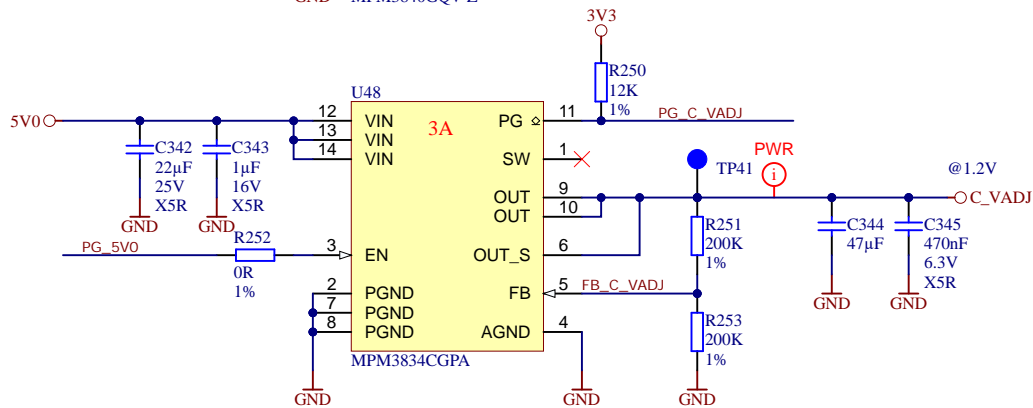 3V3
R250
12K
1%
U48
5V0
12
VIN
13
VIN
14
VIN
3A
PG
11
PG_C_VADJ
SW
1
C342
22µF
25V
X5R
C343
1µF
16V
X5R
TP41
PWR
i
@1.2V
C_VADJ
OUT
9
OUT
10
R251
200K
1%
C344
47µF
C345
470nF
6.3V
X5R
GND
GND
PG_5V0
R252
0R
1%
3
EN
OUT_S
6
FB
5
FB_C_VADJ
2
PGND
7
PGND
8
PGND
AGND
4
R253
200K
1%
GND
GND
MPM3834CGPA
GND
GND
GND